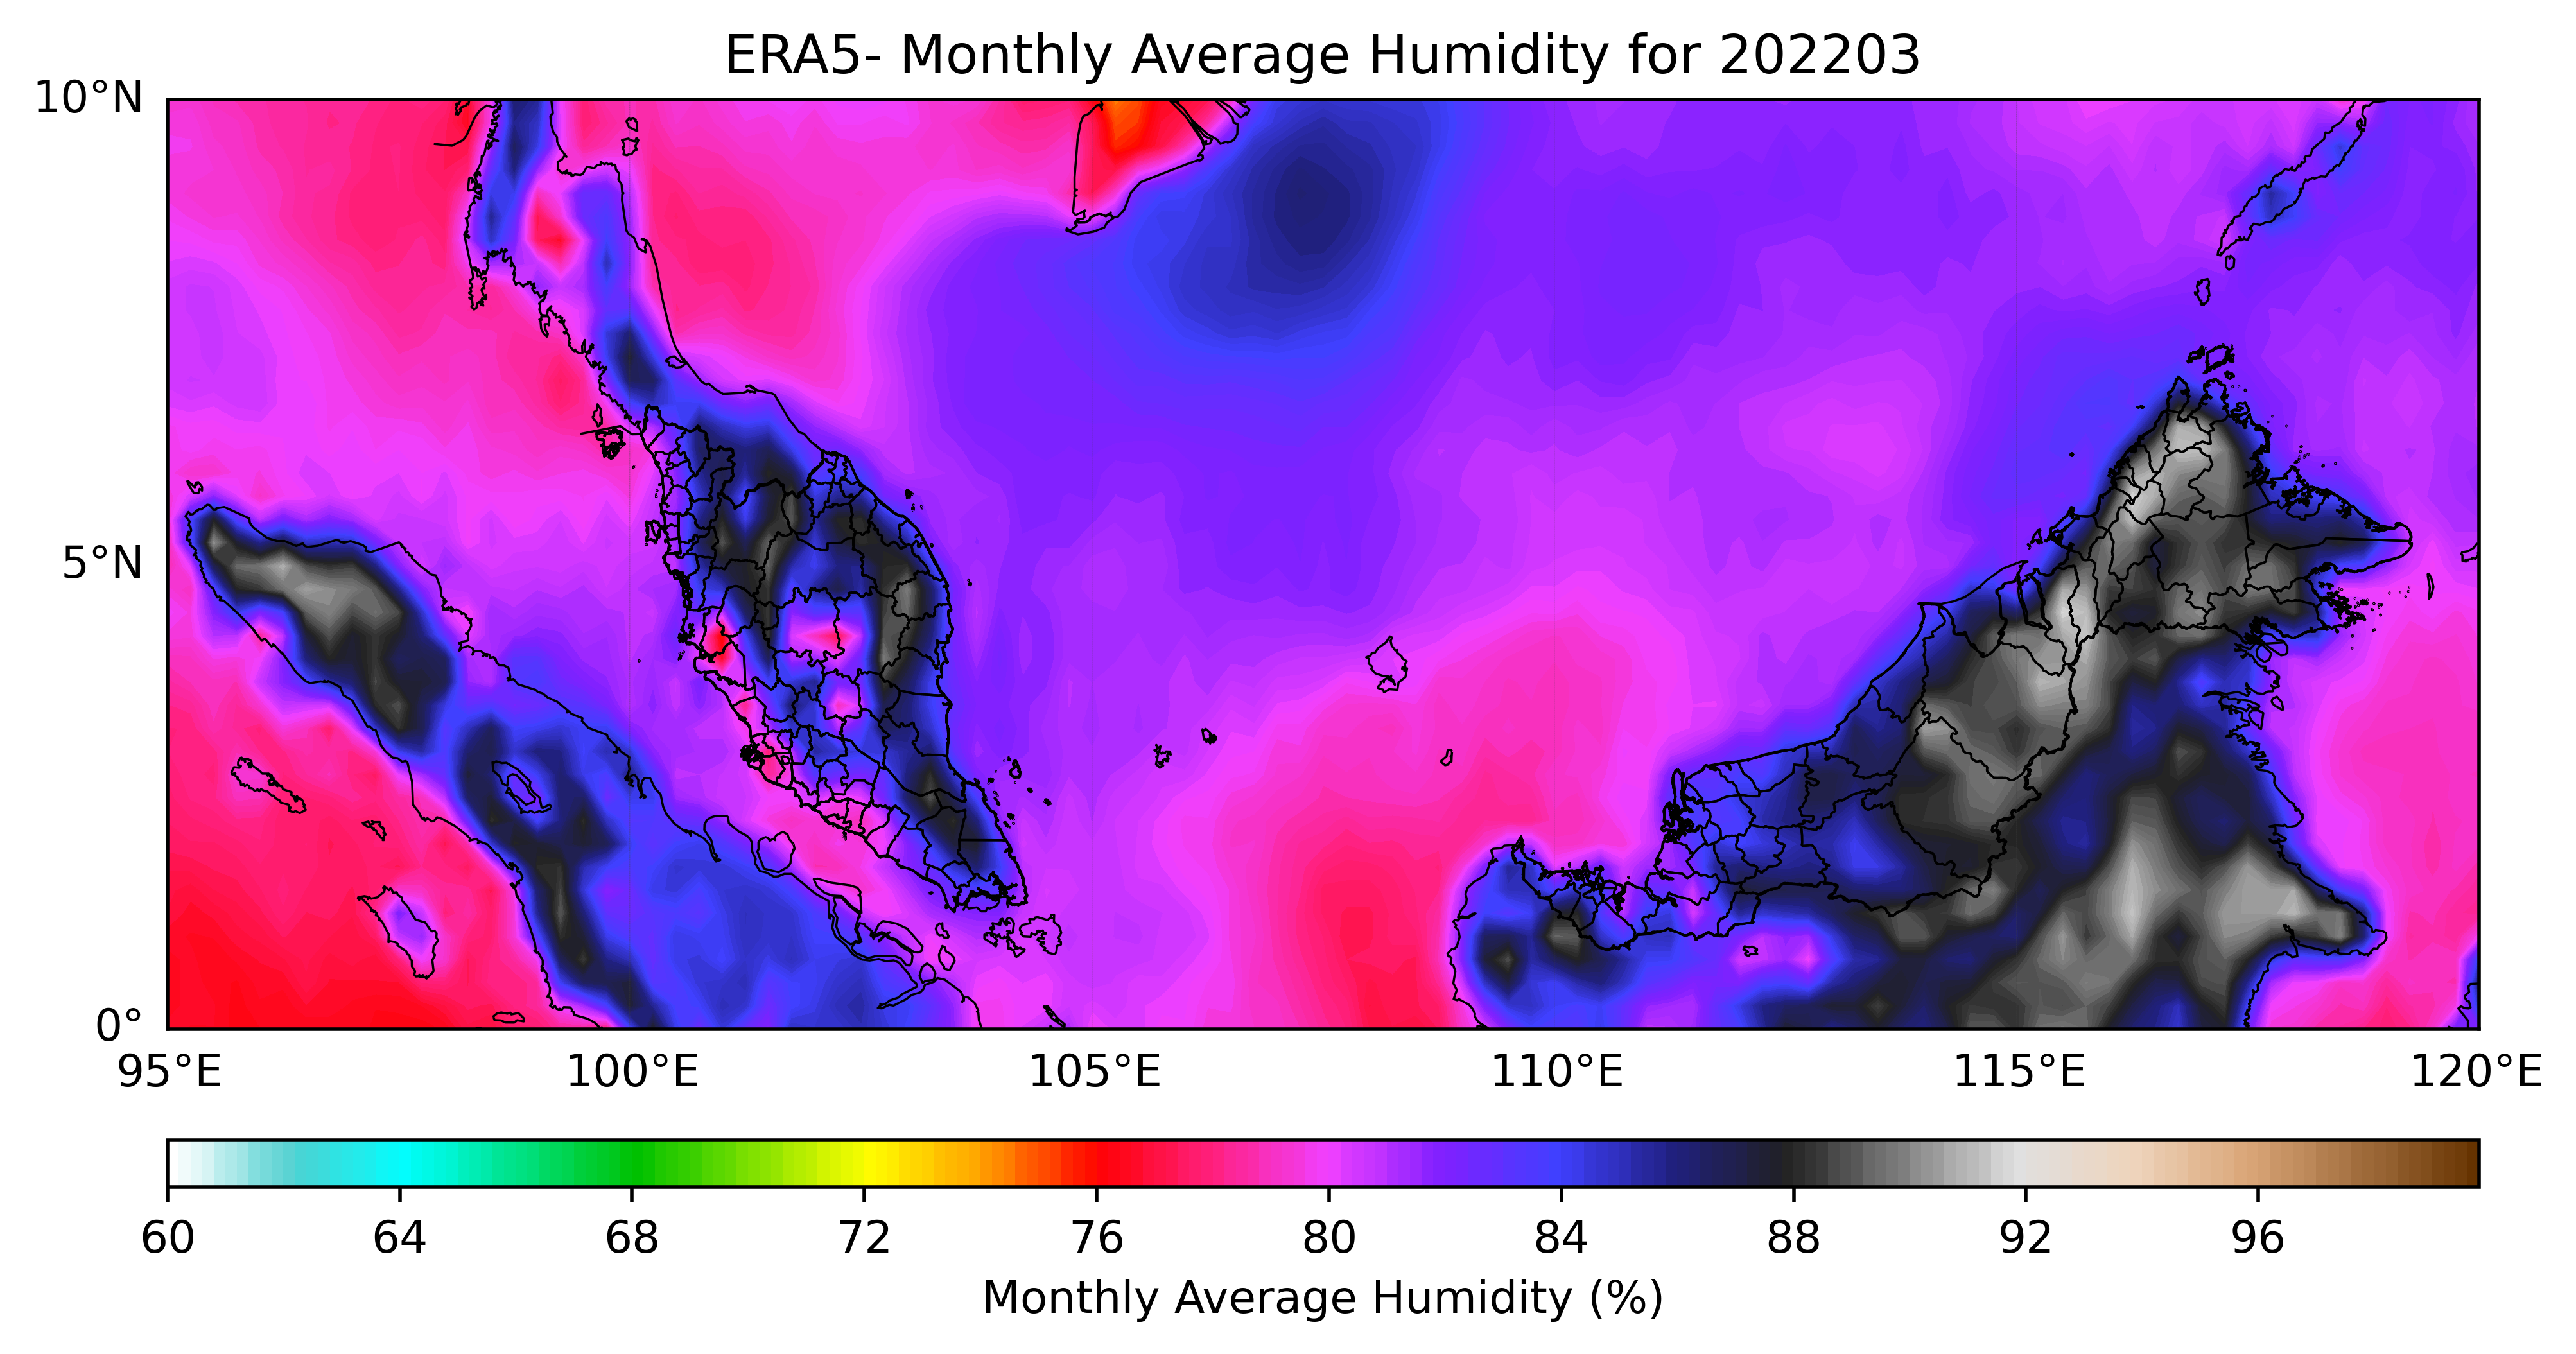 ERA5- Monthly Average Humidity for 202203
10°N
5°N
0°
95°E 100°E 105°E 110°E 115°E 120°E
60 64 68 72 76 80 84 88 92 96
Monthly Average Humidity (%)